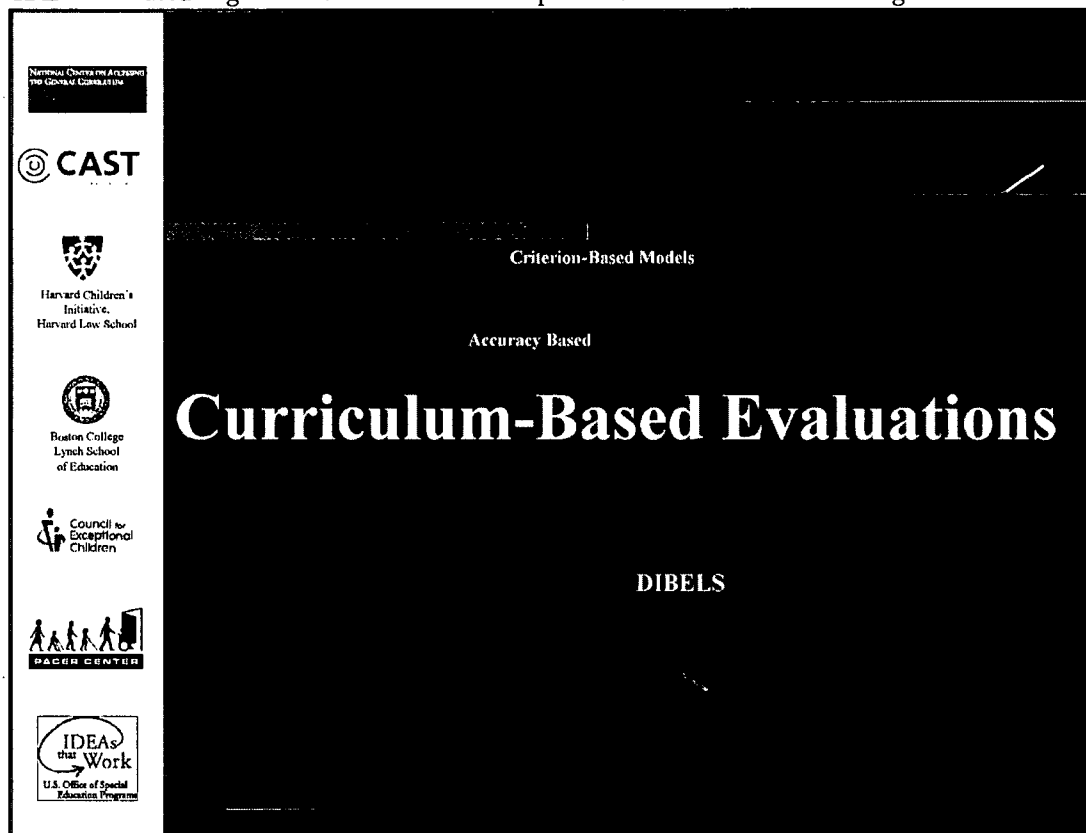 NATIONAL CENTER ON ACCESSING
THE GENERAL CURRICULUM
CAST
Harvard Children's
Initiative,
Harvard Law School
Boston College
Lynch School
of Education
Council for
Exceptional
Children
PACER CENTER
IDEAs
that Work
U.S. Office of Special
Education Programs
Criterion-Based Models
Accuracy Based
Curriculum-Based Evaluations
DIBELS